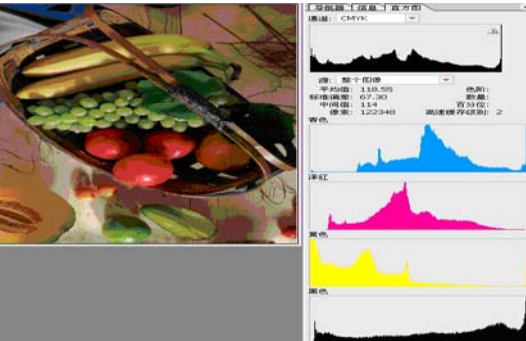 导航器 信息 直方图
通道: CMYK
源: 整个图像
平均值: 118.55 色阶:
标准偏差: 67.30 数量:
中间值: 114 百分位:
像素: 122348 高速缓存级别: 2
青色
洋红
黄色
黑色